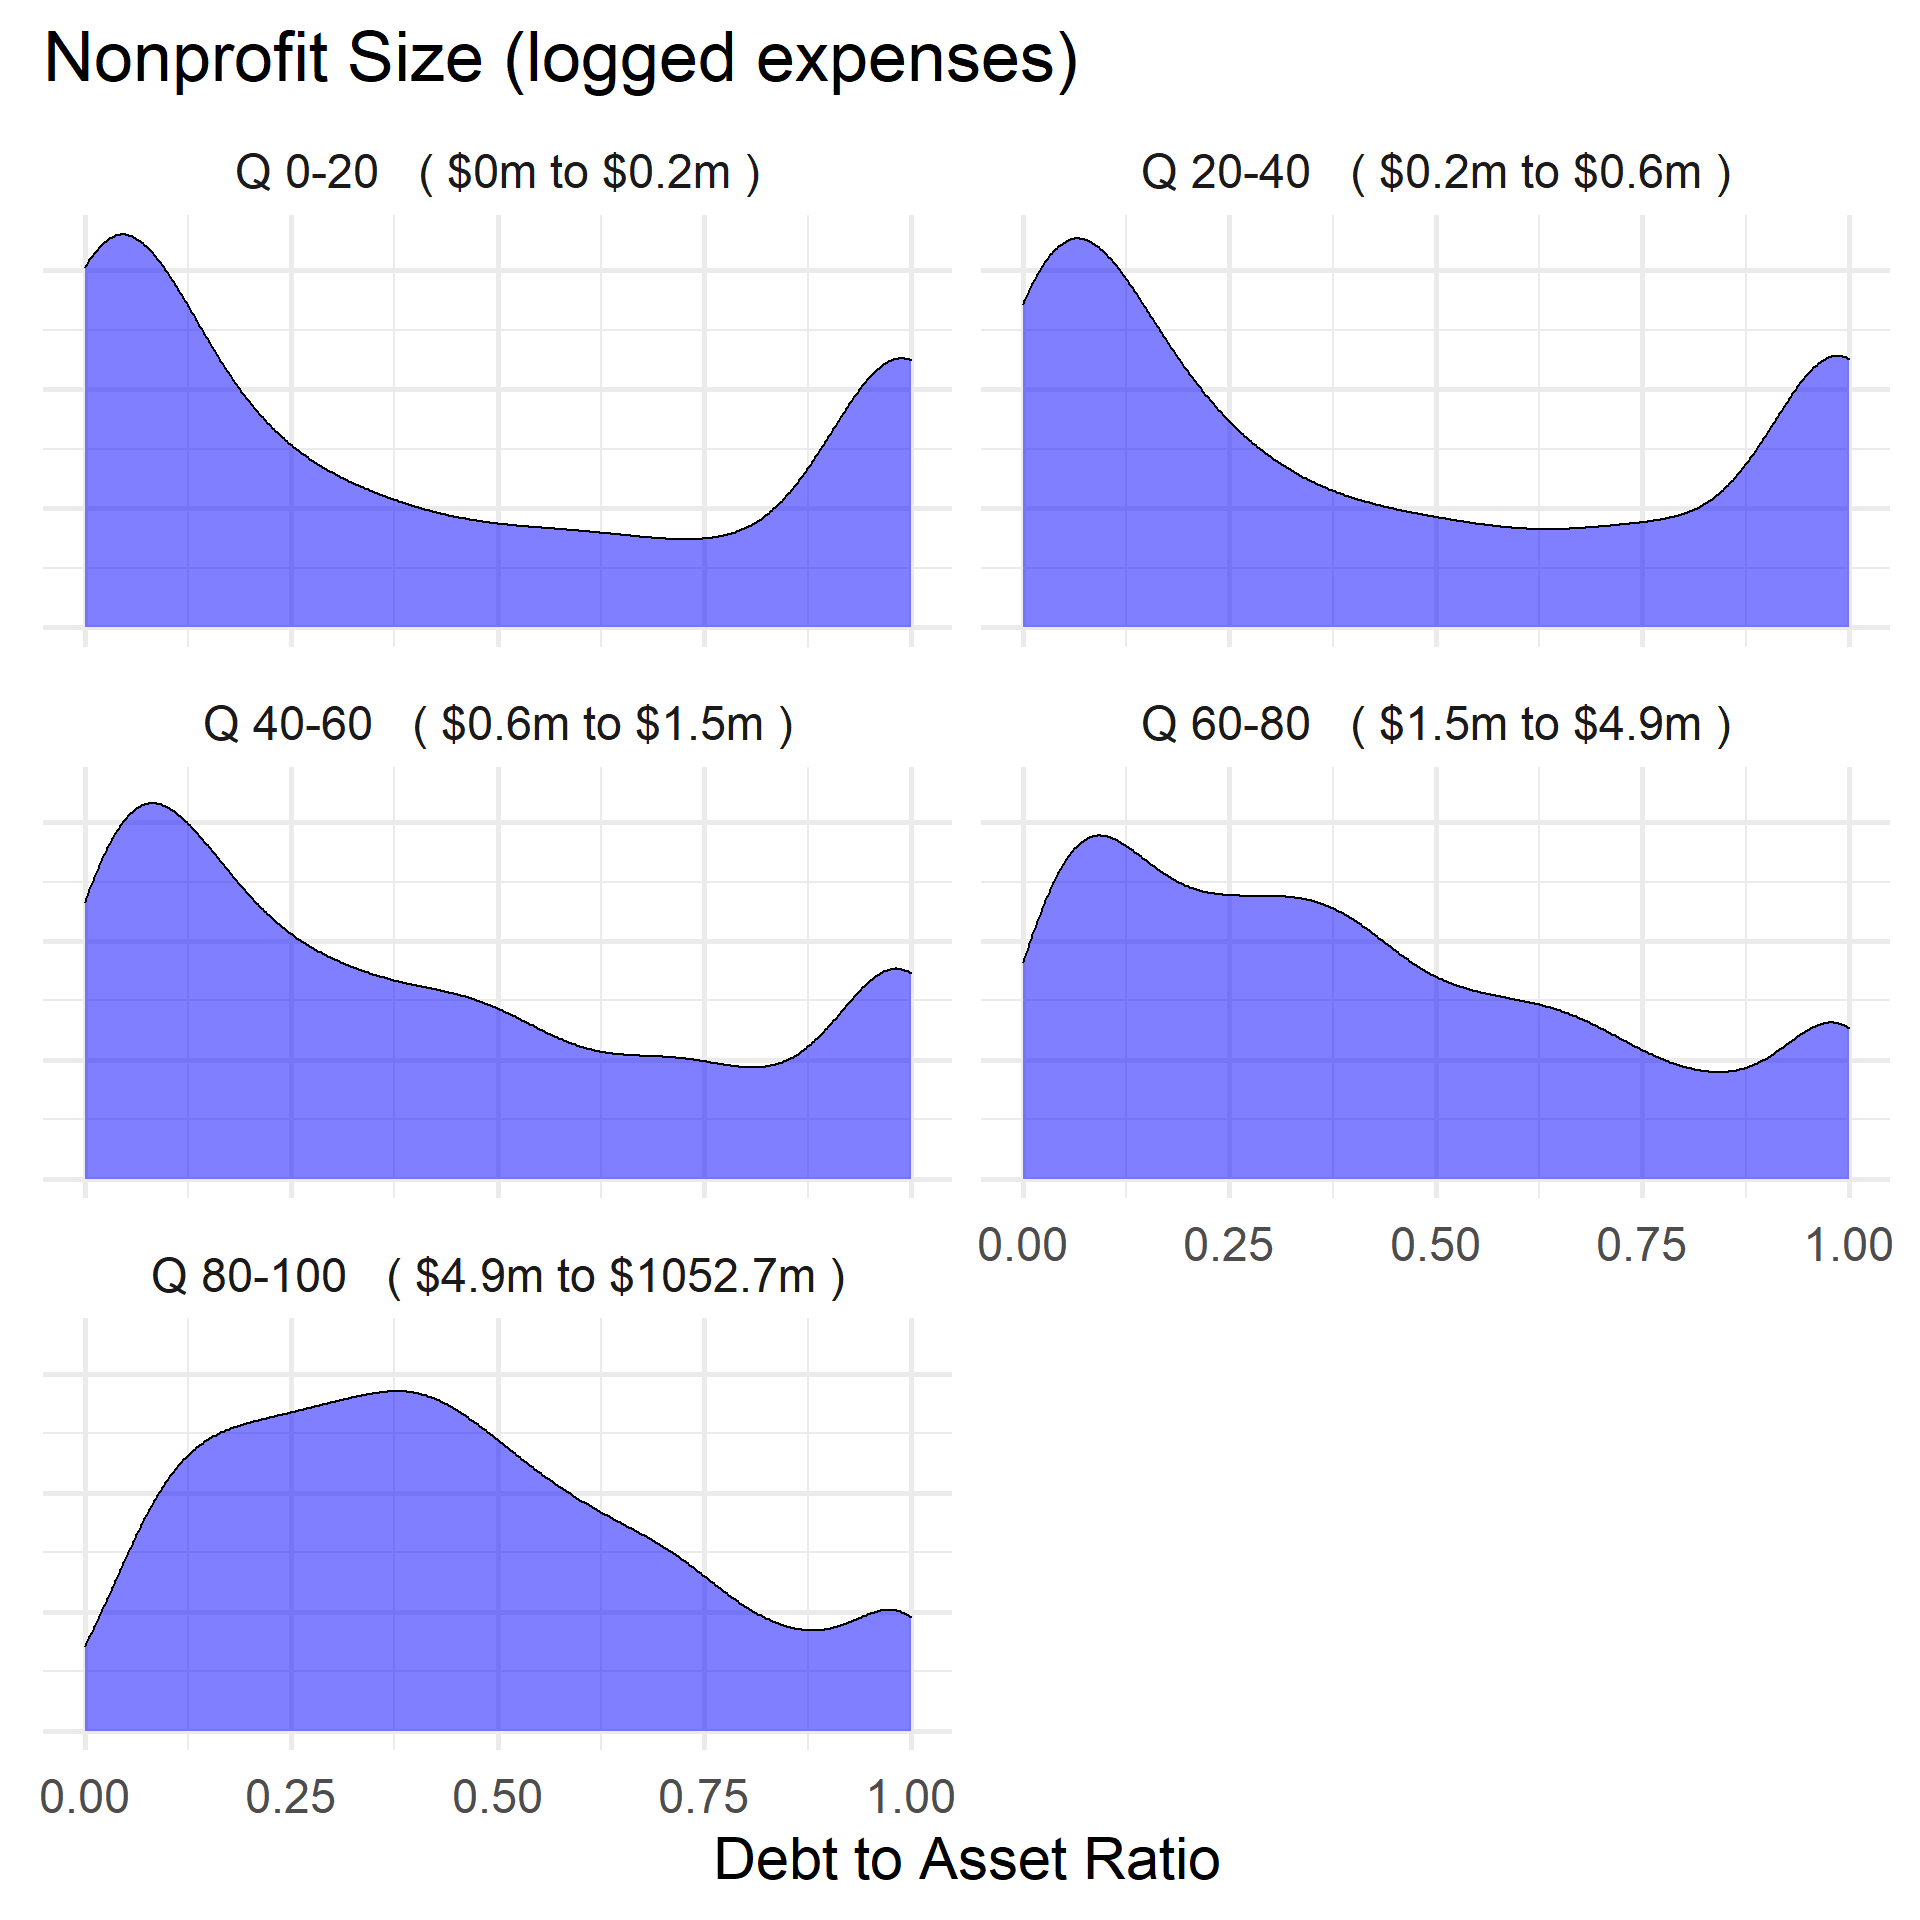 Nonprofit Size (logged expenses)
Q 0-20 ( $0m to $0.2m )
Q 20-40 ( $0.2m to $0.6m )
Q 40-60 ( $0.6m to $1.5m )
Q 60-80 ( $1.5m to $4.9m )
0.00 0.25 0.50 0.75 1.00
Q 80-100 ( $4.9m to $1052.7m )
0.00 0.25 0.50 0.75 1.00
Debt to Asset Ratio